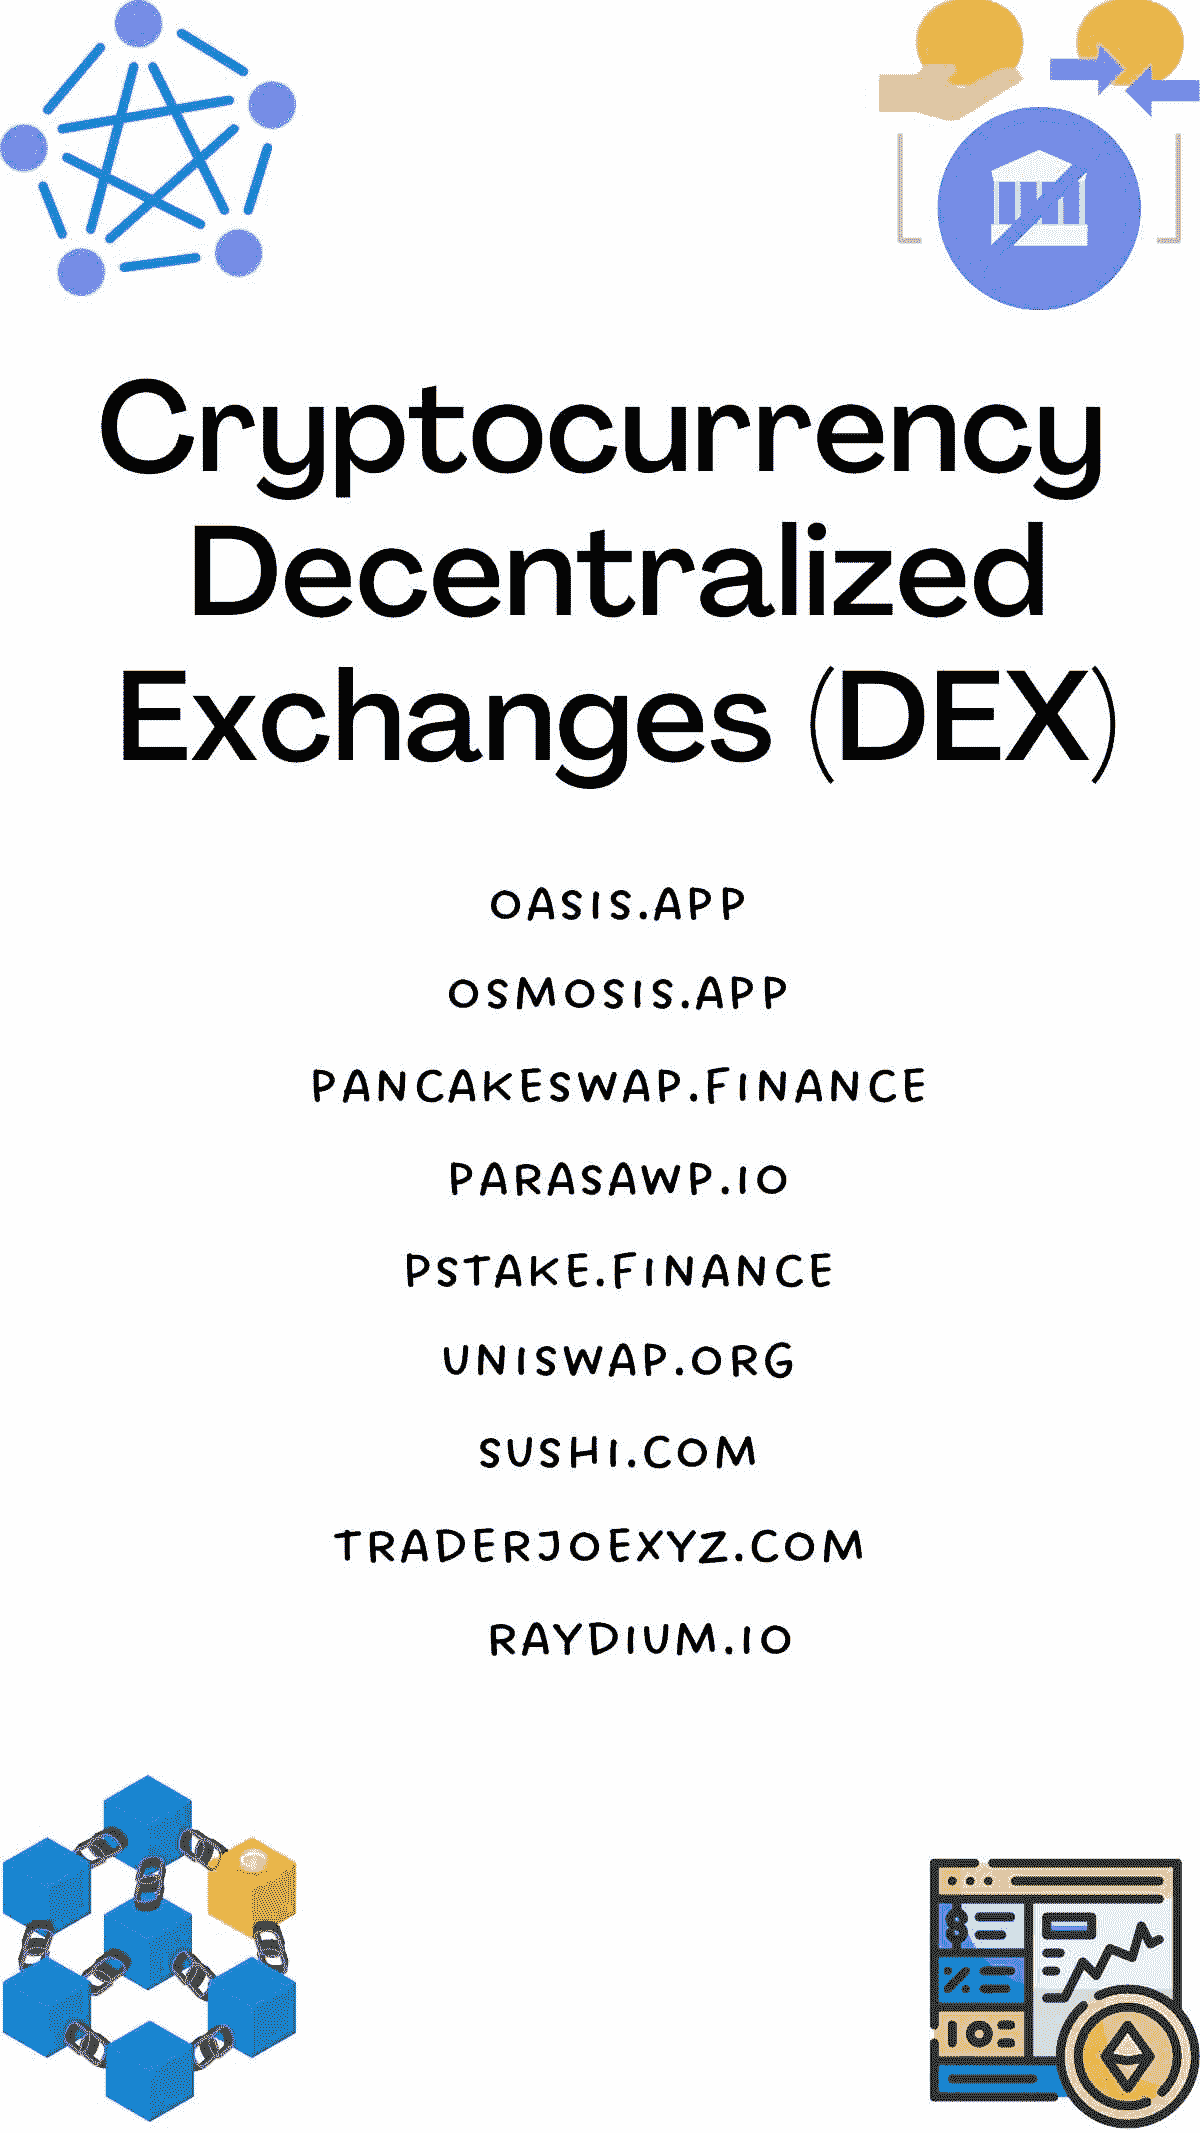 Cryptocurrency
Decentralized
Exchanges (DEX)
OASIS.APP
OSMOSIS.APP
PANCAKESWAP.FINANCE
PARASAWP.IO
PSTAKE.FINANCE
UNISWAP.ORG
SUSHI.COM
TRADERJOEXYZ.COM
RAYDIUM.IO